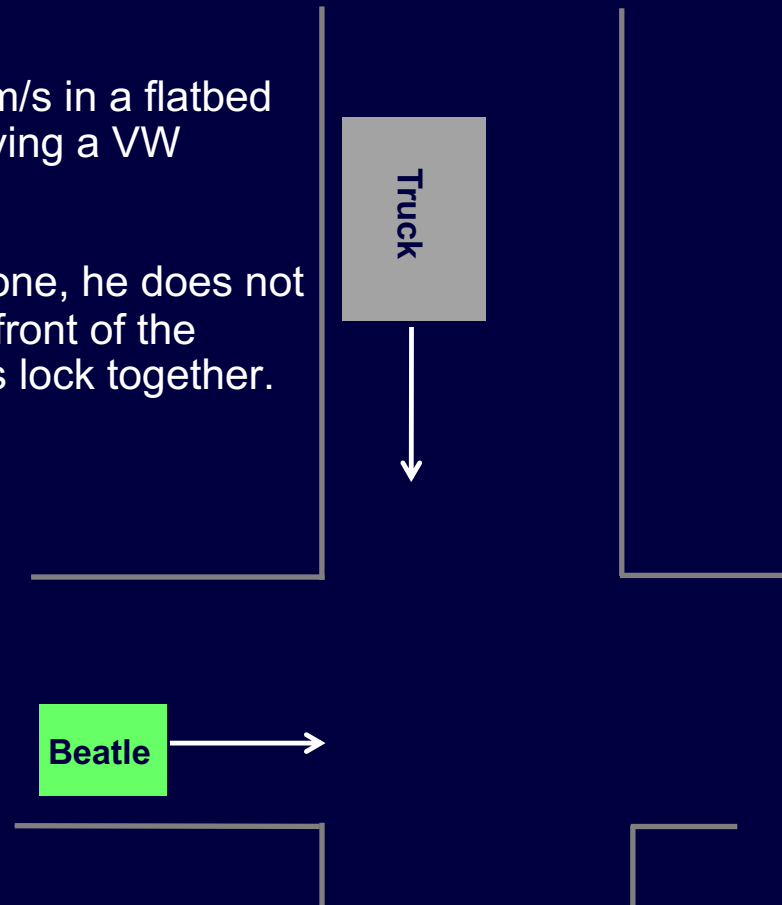 m/s in a flatbed
ving a VW
Truck
one, he does not
front of the
s lock together.
Beatle